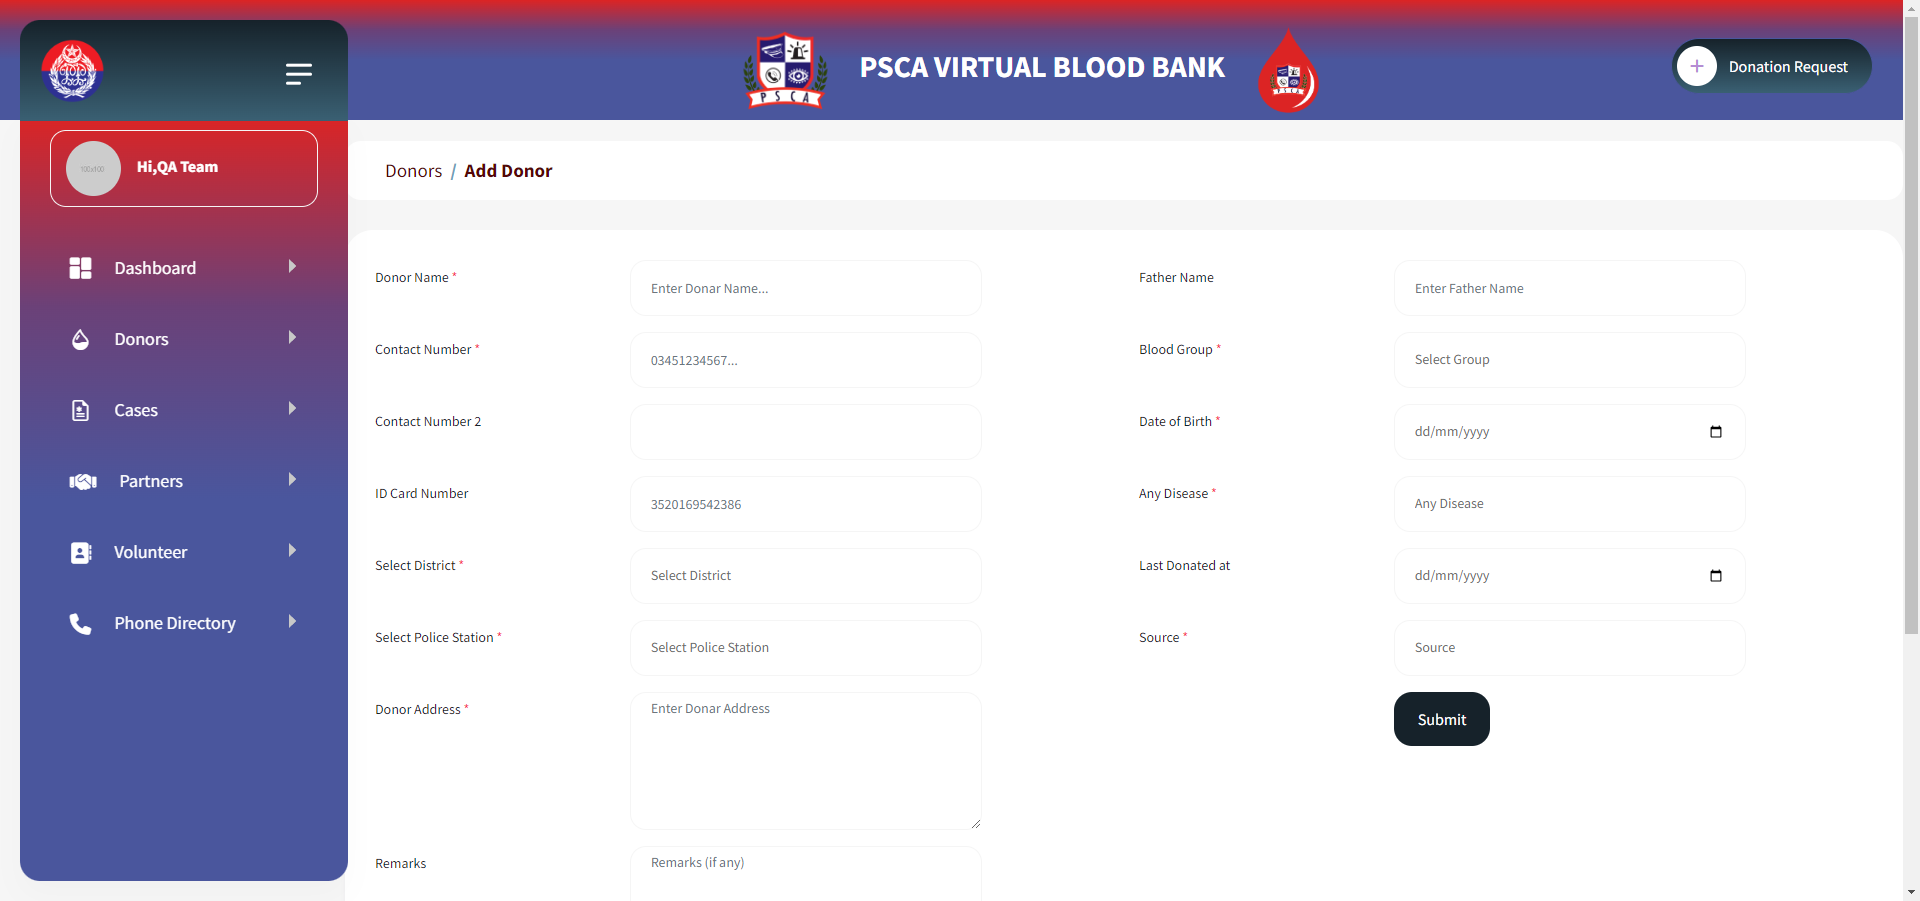 PSCA
PSCA VIRTUAL BLOOD BANK
PSCA
Donation Request
100x100
Hi,QA Team
Dashboard
Donors
Cases
Partners
Volunteer
Phone Directory
Donors / Add Donor
Donor Name *
Enter Donar Name...
Father Name
Enter Father Name
Contact Number *
03451234567...
Blood Group *
Select Group
Contact Number 2
Date of Birth *
dd/mm/yyyy
ID Card Number
3520169542386
Any Disease *
Any Disease
Select District *
Select District
Last Donated at
dd/mm/yyyy
Select Police Station *
Select Police Station
Source *
Source
Donor Address *
Enter Donar Address
Submit
Remarks
Remarks (if any)